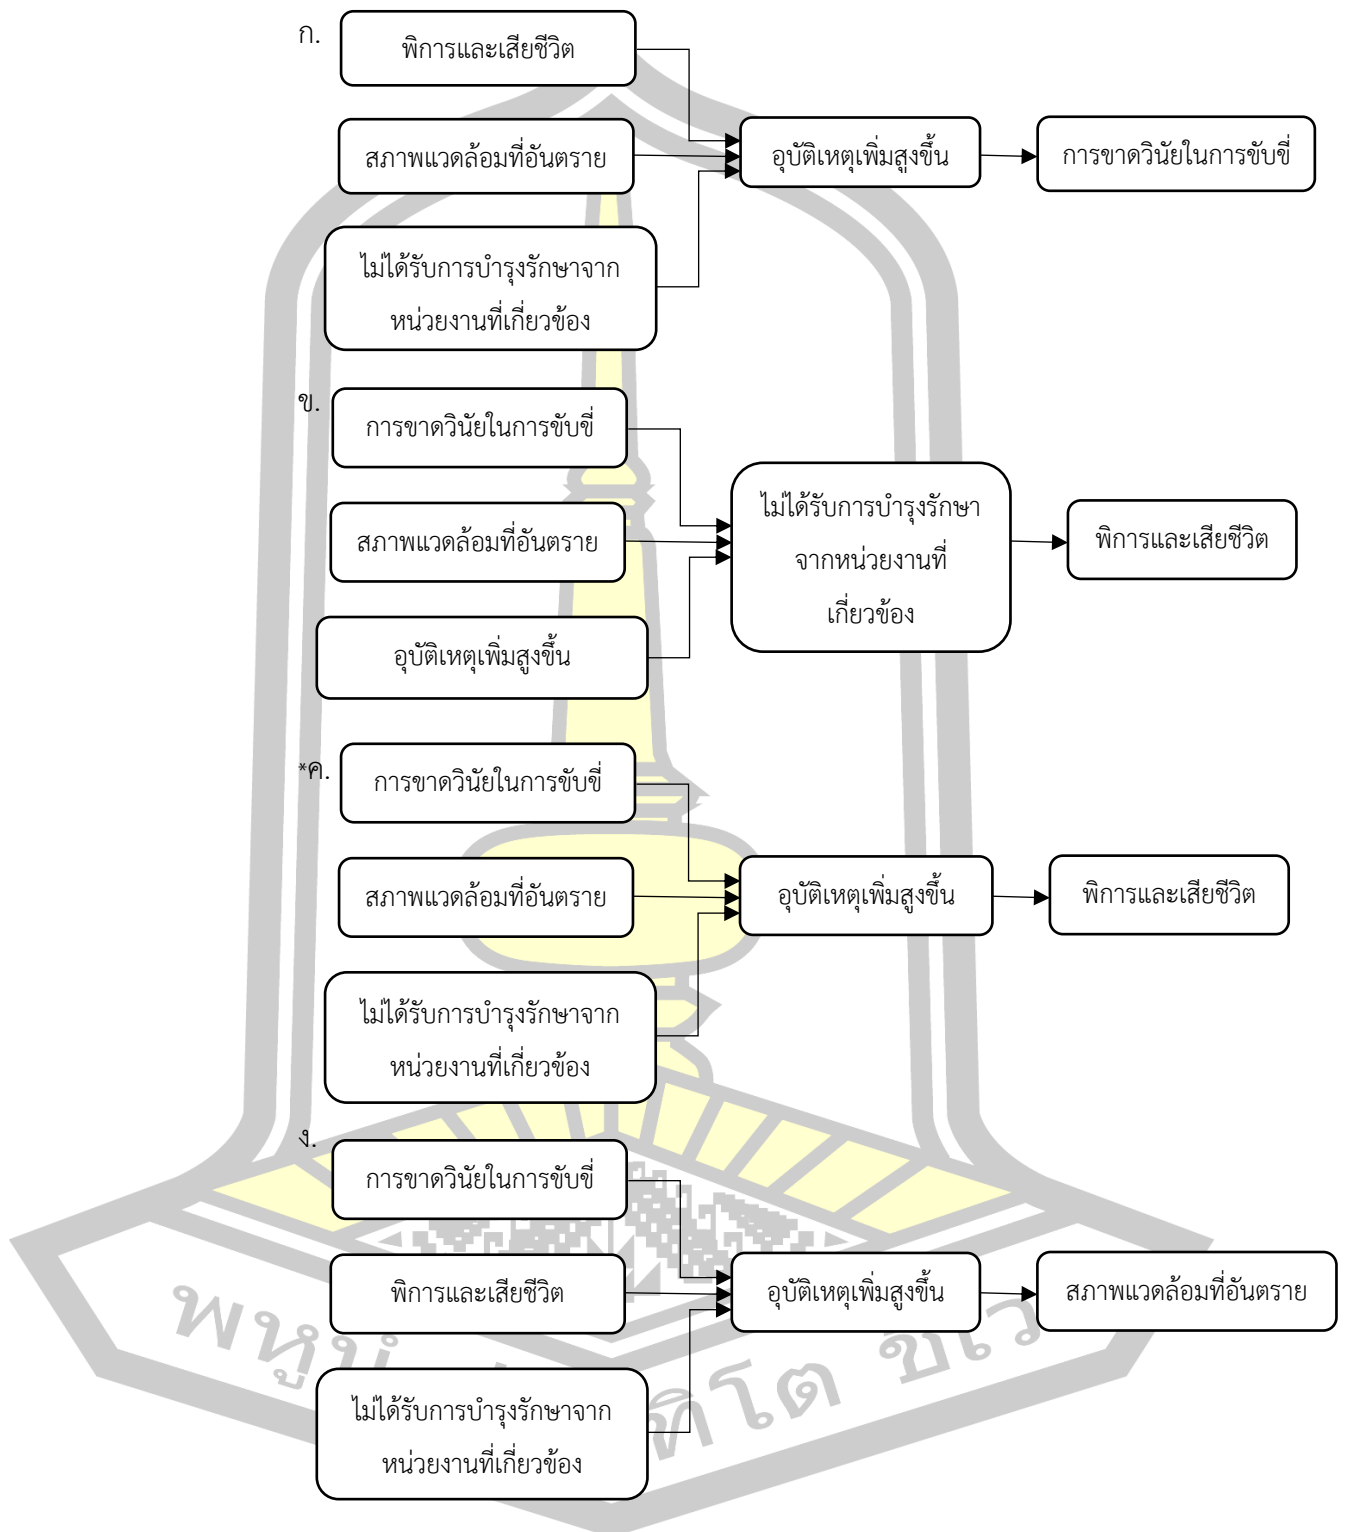 ก.
พิการและเสียชีวิต
สภาพแวดล้อมที่อันตราย
ไม่ได้รับการบำรุงรักษาจาก
หน่วยงานที่เกี่ยวข้อง
อุบัติเหตุเพิ่มสูงขึ้น
การขาดวินัยในการขับขี่
ข.
การขาดวินัยในการขับขี่
สภาพแวดล้อมที่อันตราย
อุบัติเหตุเพิ่มสูงขึ้น
ไม่ได้รับการบำรุงรักษา
จากหน่วยงานที่
เกี่ยวข้อง
พิการและเสียชีวิต
*ค.
การขาดวินัยในการขับขี่
สภาพแวดล้อมที่อันตราย
ไม่ได้รับการบำรุงรักษาจาก
หน่วยงานที่เกี่ยวข้อง
อุบัติเหตุเพิ่มสูงขึ้น
พิการและเสียชีวิต
ง.
การขาดวินัยในการขับขี่
พิการและเสียชีวิต
ไม่ได้รับการบำรุงรักษาจาก
หน่วยงานที่เกี่ยวข้อง
อุบัติเหตุเพิ่มสูงขึ้น
สภาพแวดล้อมที่อันตราย